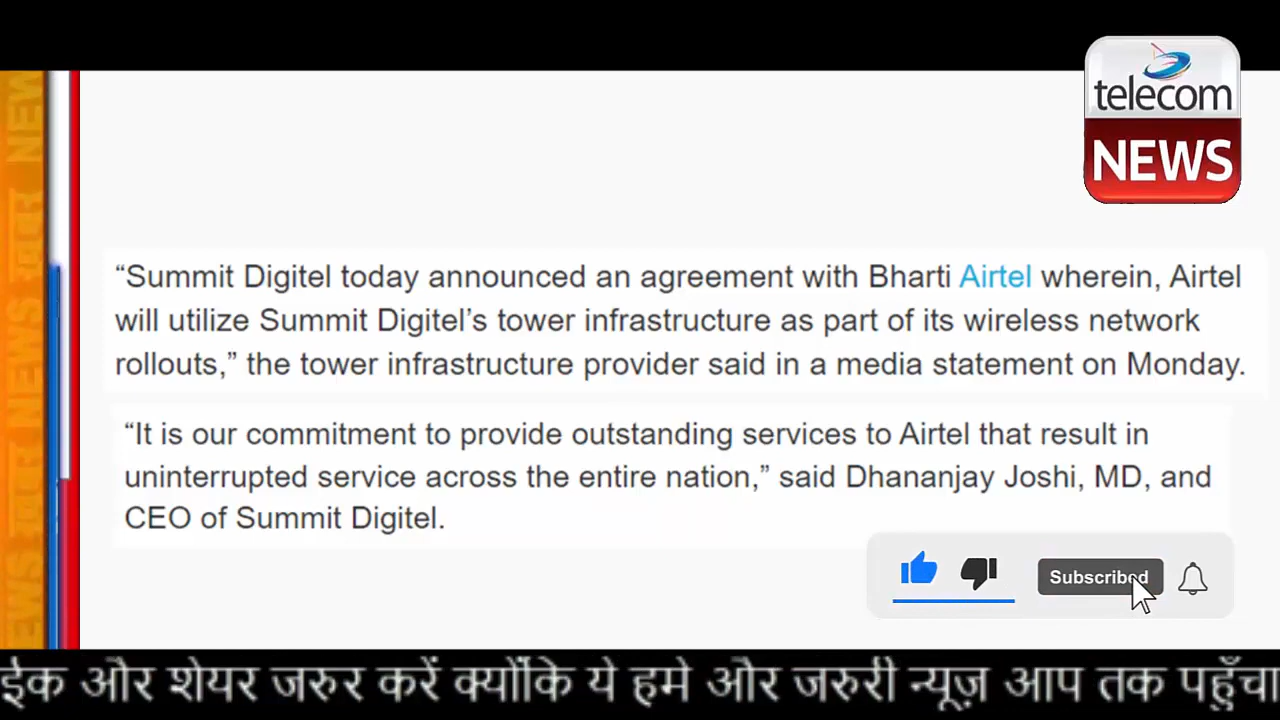 telecom
NEWS
“Summit Digitel today announced an agreement with Bharti Airtel wherein, Airtel
will utilize Summit Digitel’s tower infrastructure as part of its wireless network
rollouts,” the tower infrastructure provider said in a media statement on Monday.
“It is our commitment to provide outstanding services to Airtel that result in
uninterrupted service across the entire nation,” said Dhananjay Joshi, MD, and
CEO of Summit Digitel.
Subscribed
ईक और शेयर जरुर करें क्योंकि ये हमे और जरुरी न्यूज़ आप तक पहुँचा